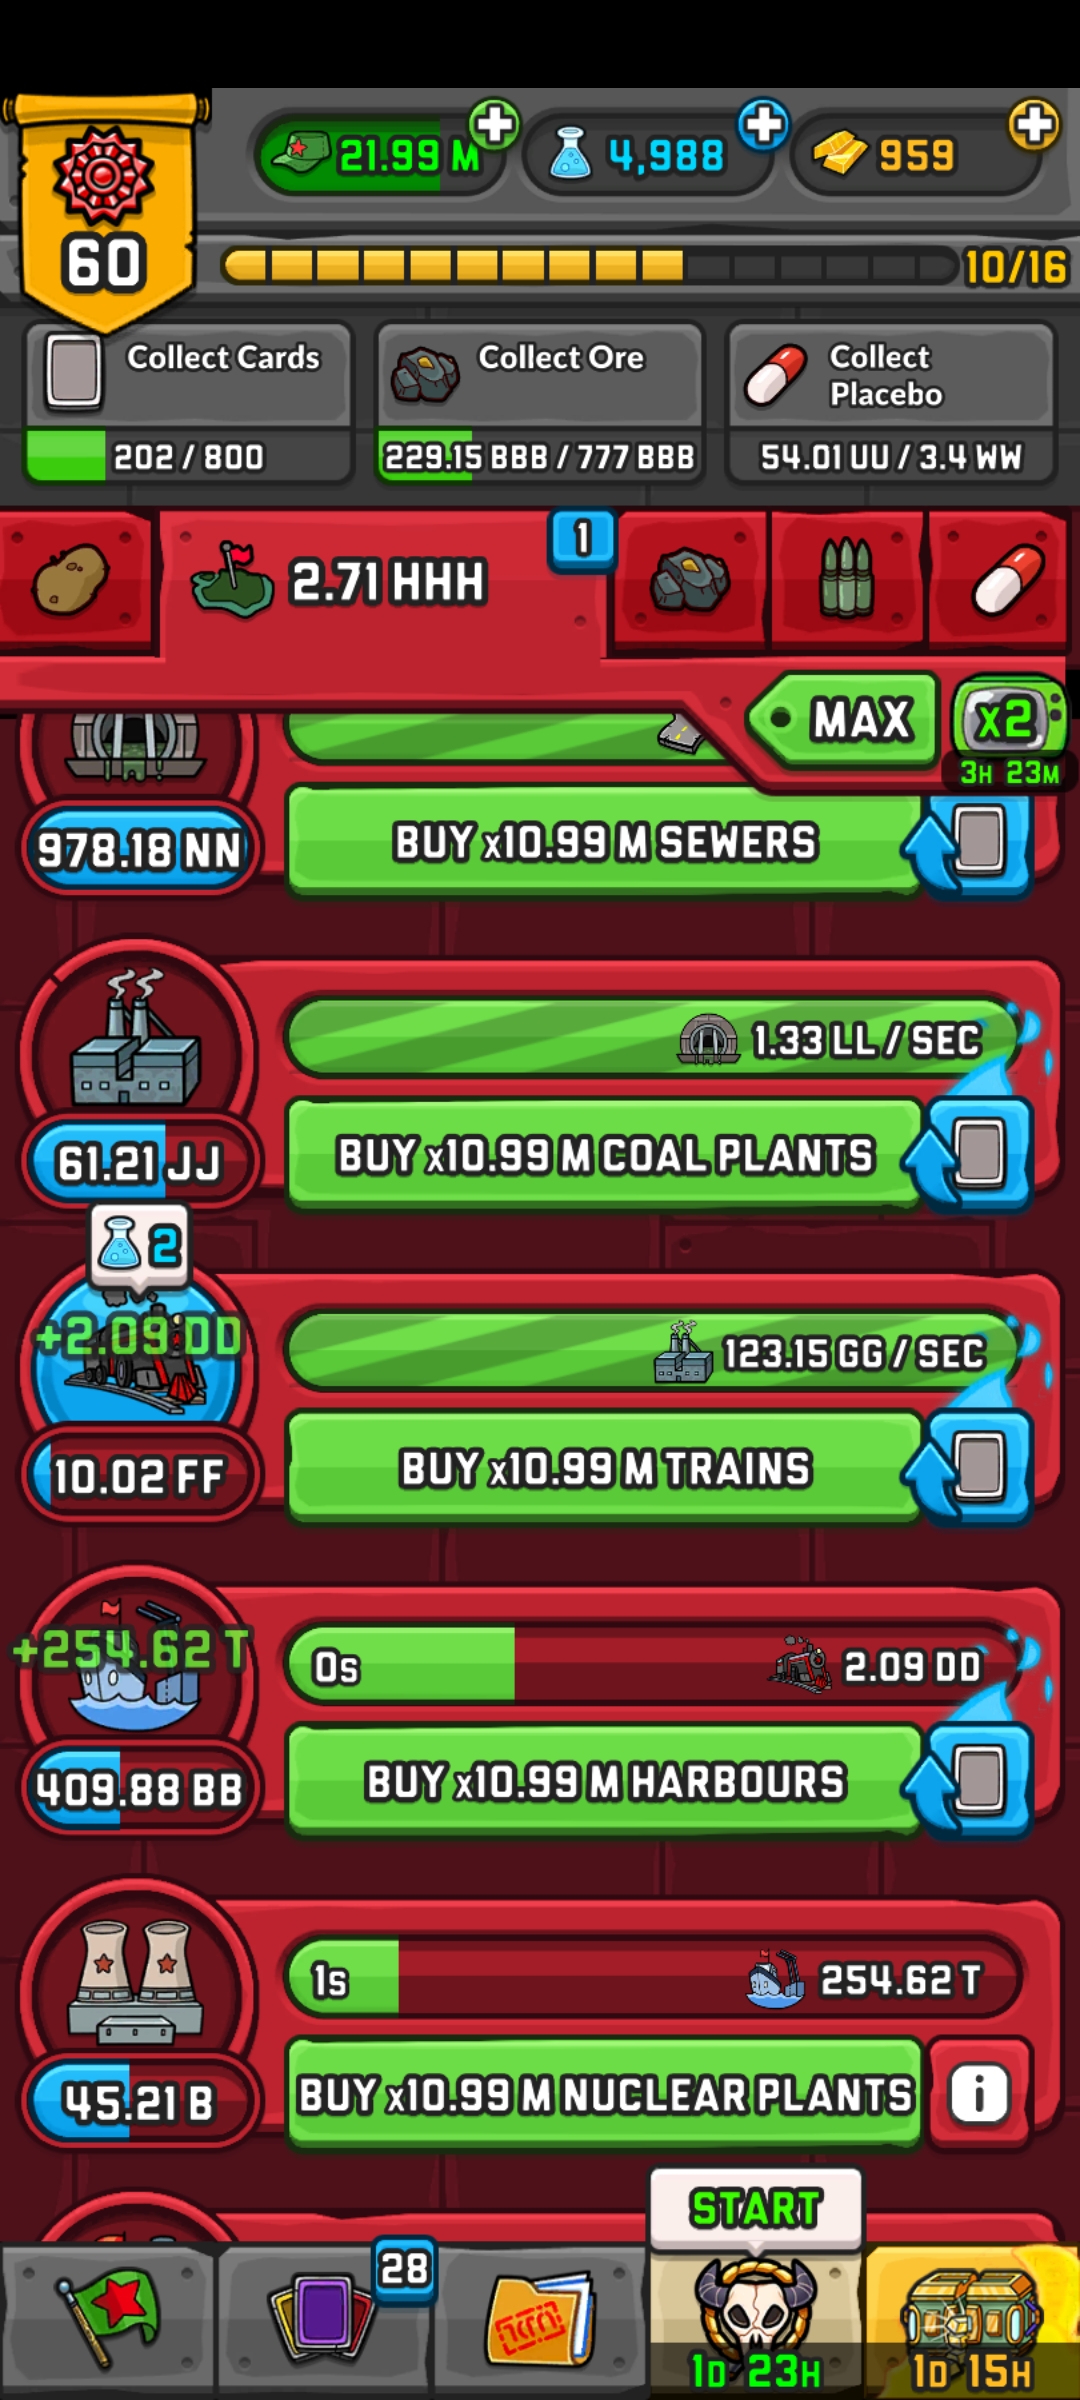 60
21.99 M
4,988
959
10/16
Collect Cards
202 / 800
Collect Ore
229.15 BBB / 777 BBB
Collect
Placebo
54.01 UU / 3.4 WW
2.71 HHH
1
MAX
x2
3H 23M
978.18 NN
BUY x10.99 M SEWERS
1.33 LL / SEC
61.21 JJ
BUY x10.99 M COAL PLANTS
2
+2.09 DD
123.15 GG / SEC
10.02 FF
BUY x10.99 M TRAINS
+254.62 T
0s
2.09 DD
409.88 BB
BUY x10.99 M HARBOURS
1s
254.62 T
45.21 B
BUY x10.99 M NUCLEAR PLANTS
i
START
28
1D 23H
1D 15H